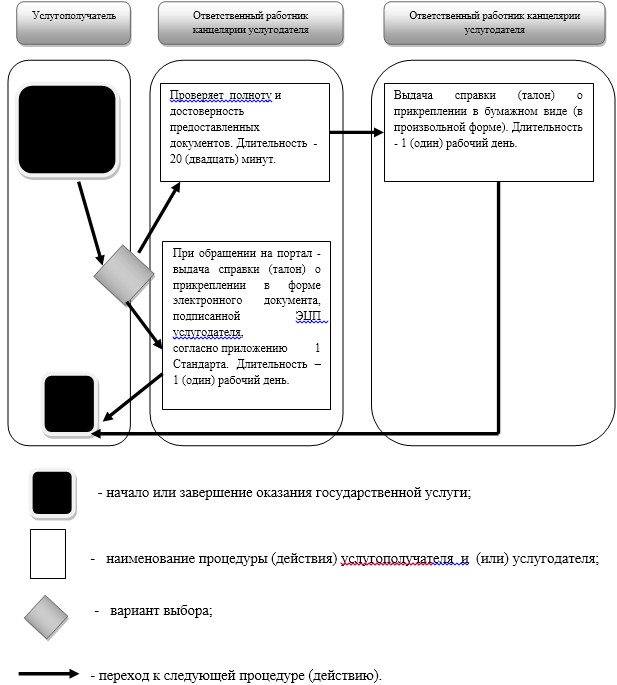 Услугополучатель
Ответственный работник
канцелярии услугодателя
Ответственный работник канцелярии
услугодателя
Проверяет полноту и
достоверность
предоставленных
документов. Длительность -
20 (двадцать) минут.
Выдача справки (талон) о
прикреплении в бумажном виде (в
произвольной форме). Длительность
- 1 (один) рабочий день.
При обращении на портал -
выдача справки (талон) о
прикреплении в форме
электронного документа,
подписанной ЭЦП
услугодателя,
согласно приложению 1
Стандарта. Длительность –
1 (один) рабочий день.
- начало или завершение оказания государственной услуги;
- наименование процедуры (действия) услугополучателя и (или) услугодателя;
- вариант выбора;
- переход к следующей процедуре (действию).